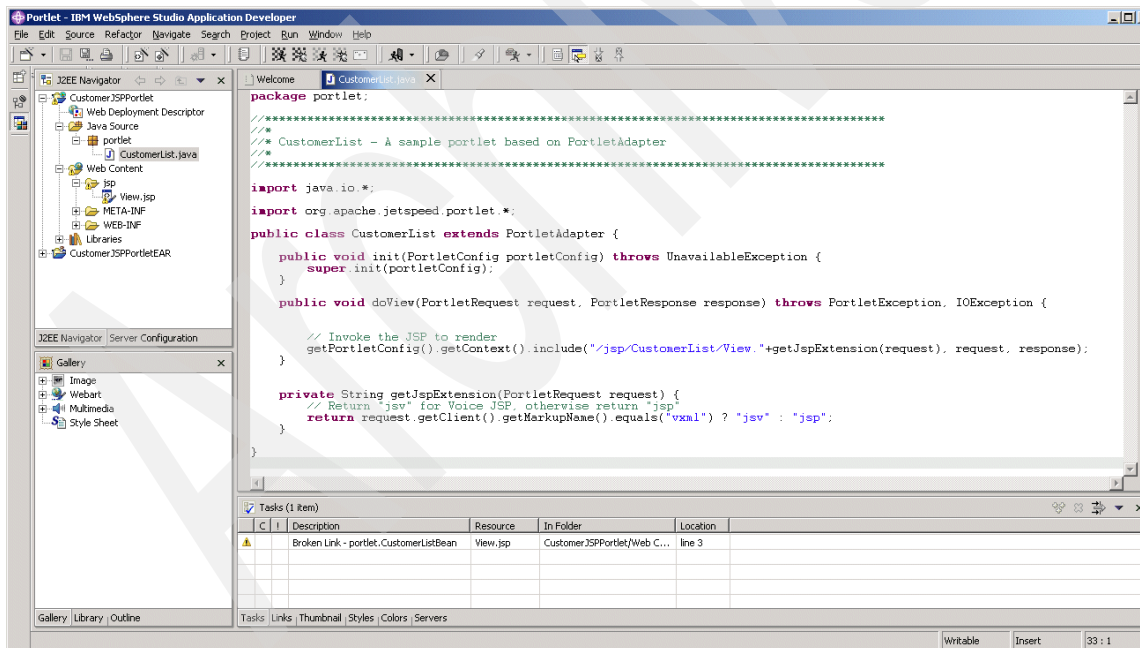 Portlet - IBM WebSphere Studio Application Developer
File Edit Source Refactor Navigate Search Project Run Window Help
J2EE Navigator
CustomerJSPPortlet
Web Deployment Descriptor
Java Source
portlet
CustomerList.java
Web Content
jsp
View.jsp
META-INF
WEB-INF
Libraries
CustomerJSPPortletEAR
J2EE Navigator Server Configuration
Gallery
Image
Webart
Multimedia
Style Sheet
Gallery Library Outline
Welcome CustomerList.java
package portlet;
//****************************************************************************************
//*
//* CustomerList - A sample portlet based on PortletAdapter
//*
//****************************************************************************************
import java.io.*;
import org.apache.jetspeed.portlet.*;
public class CustomerList extends PortletAdapter {
public void init(PortletConfig portletConfig) throws UnavailableException {
super.init(portletConfig);
}
public void doView(PortletRequest request, PortletResponse response) throws PortletException, IOException {
// Invoke the JSP to render
getPortletConfig().getContext().include("/jsp/CustomerList/View."+getJspExtension(request), request, response);
}
private String getJspExtension(PortletRequest request) {
// Return "jsv" for Voice JSP, otherwise return "jsp"
return request.getClient().getMarkupName().equals("vxml") ? "jsv" : "jsp";
}
}
Tasks (1 item)
C ! Description Resource In Folder Location
Broken Link - portlet.CustomerListBean View.jsp CustomerJSPPortlet/Web C... line 3
Tasks Links Thumbnail Styles Colors Servers
Writable Insert 33 : 1